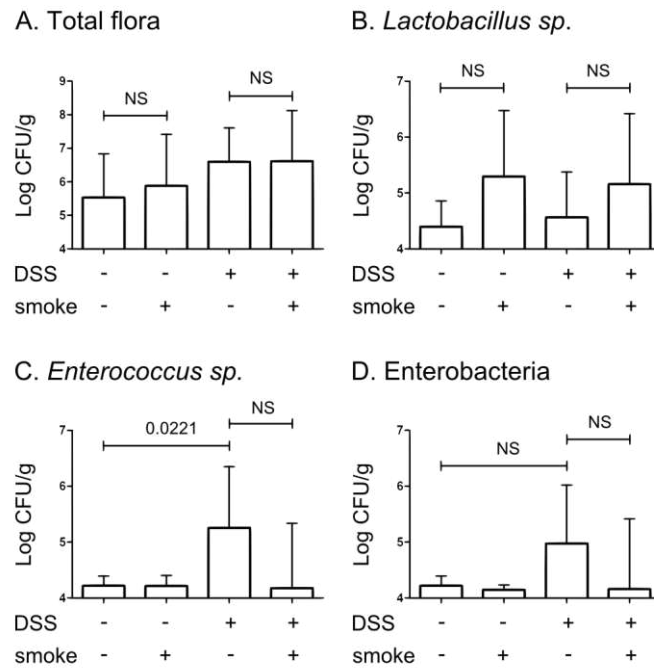 A. Total flora
NS
NS
Log CFU/g
9
8
7
6
5
4
DSS - - + +
smoke - + - +
B. Lactobacillus sp.
NS
NS
Log CFU/g
7
6
5
4
DSS - - + +
smoke - + - +
C. Enterococcus sp.
0.0221
NS
Log CFU/g
7
6
5
4
DSS - - + +
smoke - + - +
D. Enterobacteria
NS
NS
Log CFU/g
7
6
5
4
DSS - - + +
smoke - + - +